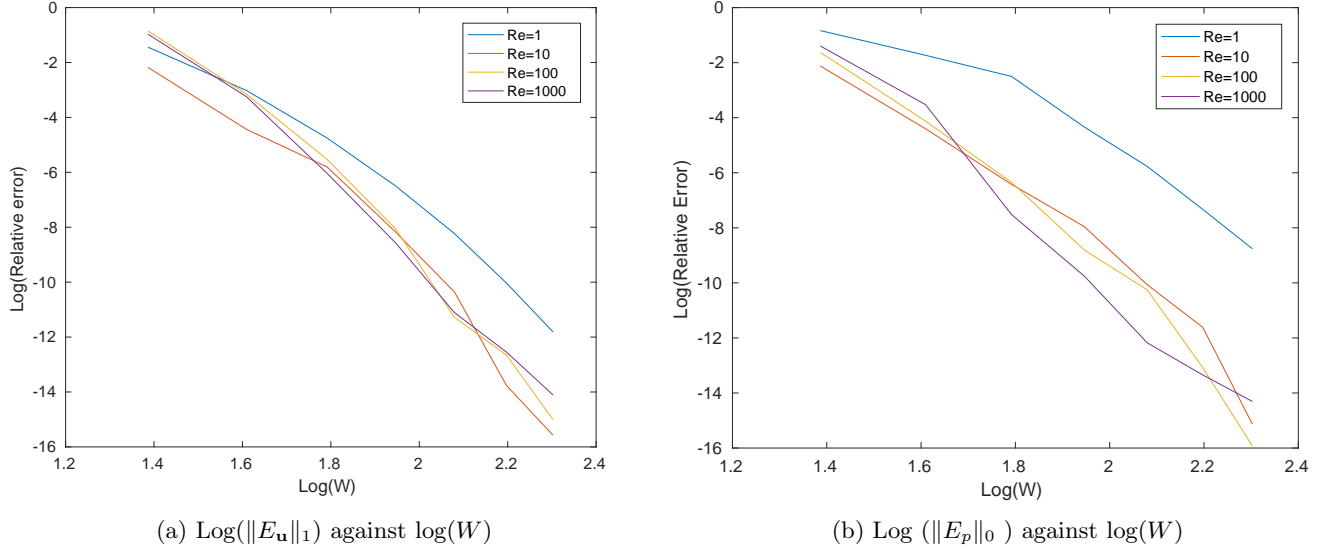 0
-2
-4
-6
-8
-10
-12
-14
-16
1.2
1.4
1.6
1.8
2
2.2
2.4
Log(W)
Log(Relative error)
Re=1
Re=10
Re=100
Re=1000
(a) Log(‖E_𝐮‖₁) against log(W)
0
-2
-4
-6
-8
-10
-12
-14
-16
1.2
1.4
1.6
1.8
2
2.2
2.4
Log(W)
Log(Relative Error)
Re=1
Re=10
Re=100
Re=1000
(b) Log (‖E_p‖₀ ) against log(W)